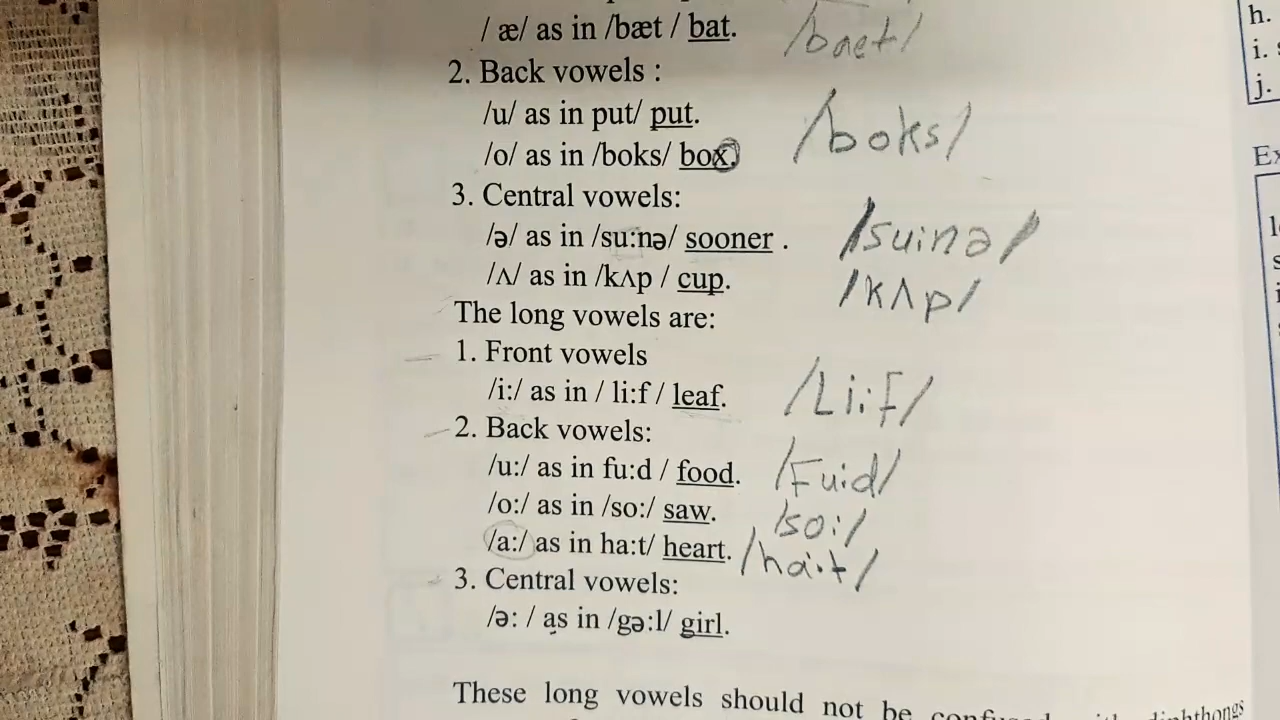 / æ/ as in /bæt / bat. /baet/
h.
2. Back vowels :
i.
j.
/u/ as in put/ put.
/o/ as in /boks/ box. /boks/
Ex
3. Central vowels:
/ə/ as in /su:nə/ sooner . /su:nə/
/ʌ/ as in /kʌp / cup. /kʌp/
The long vowels are:
1. Front vowels
/i:/ as in / li:f / leaf. /Li:f/
2. Back vowels:
/u:/ as in fu:d / food. /Fu:d/
/o:/ as in /so:/ saw. /so:/
/a:/ as in ha:t/ heart. /ha:t/
3. Central vowels:
/ə: / as in /gə:l/ girl.
These long vowels should not be